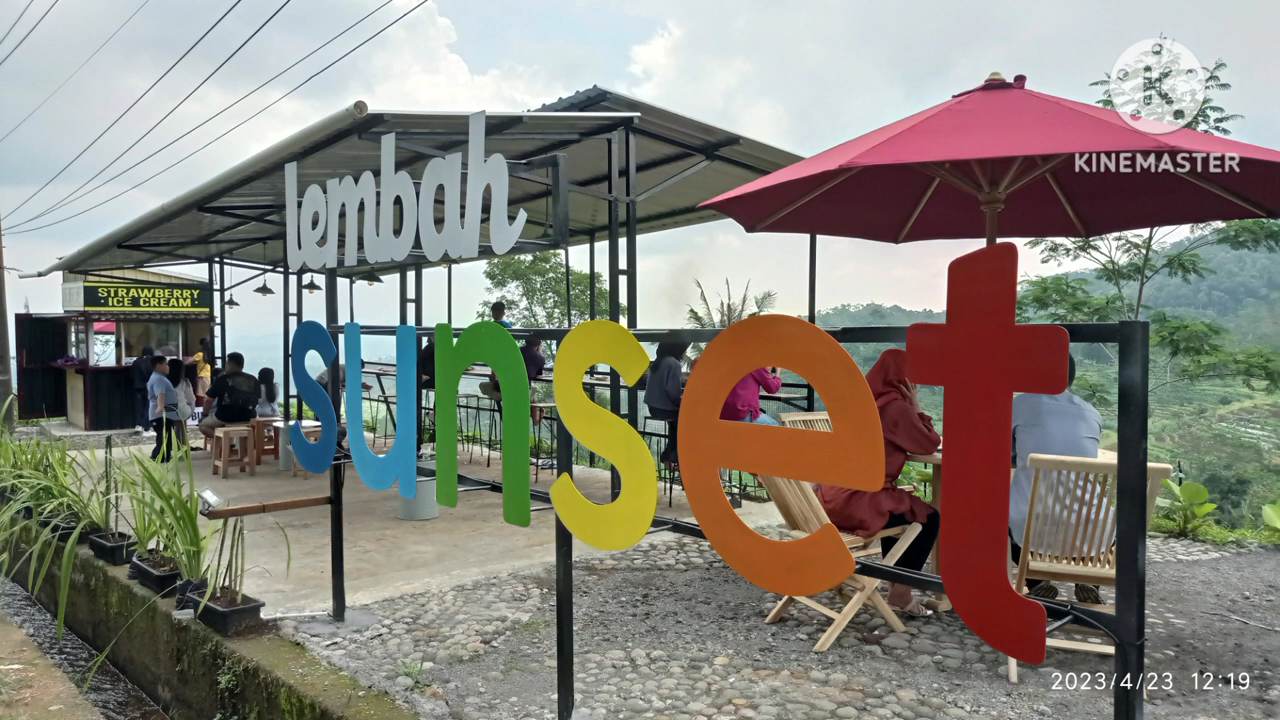 K
KINEMASTER
lembah
STRAWBERRY
ICE CREAM
sunset
2023/4/23 12:19